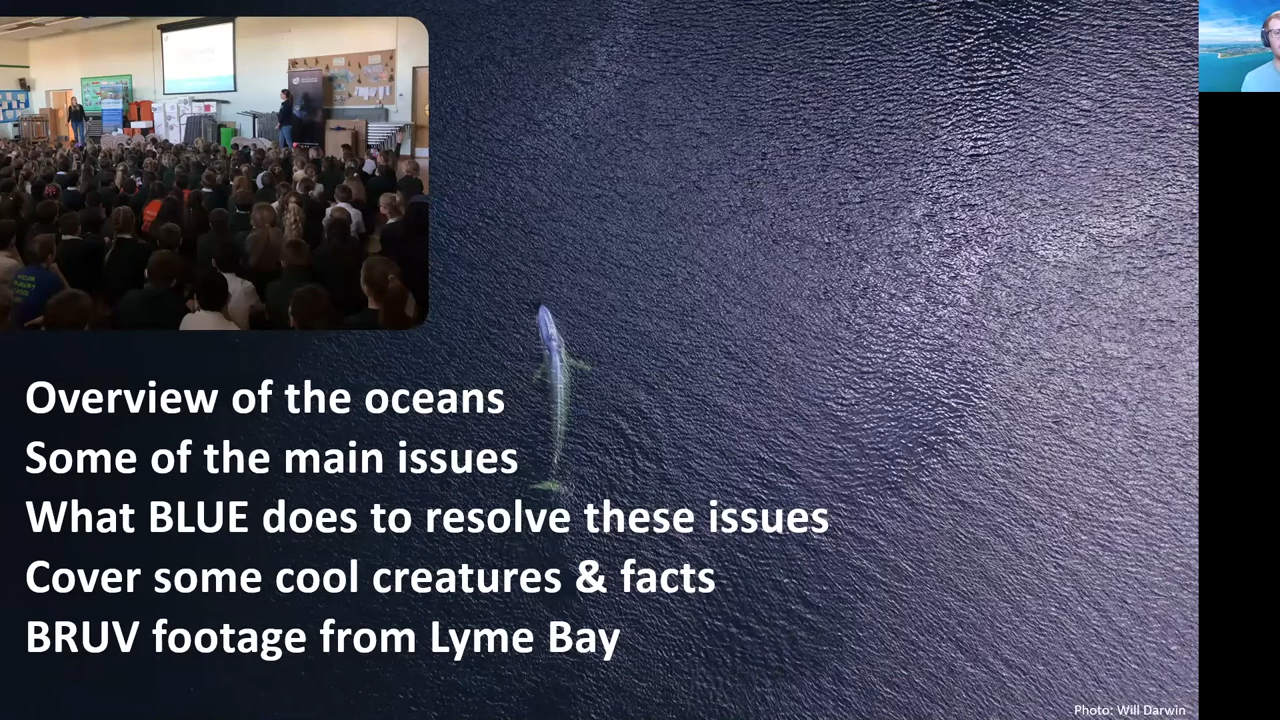 Overview of the oceans
Some of the main issues
What BLUE does to resolve these issues
Cover some cool creatures & facts
BRUV footage from Lyme Bay
Photo: Will Darwin